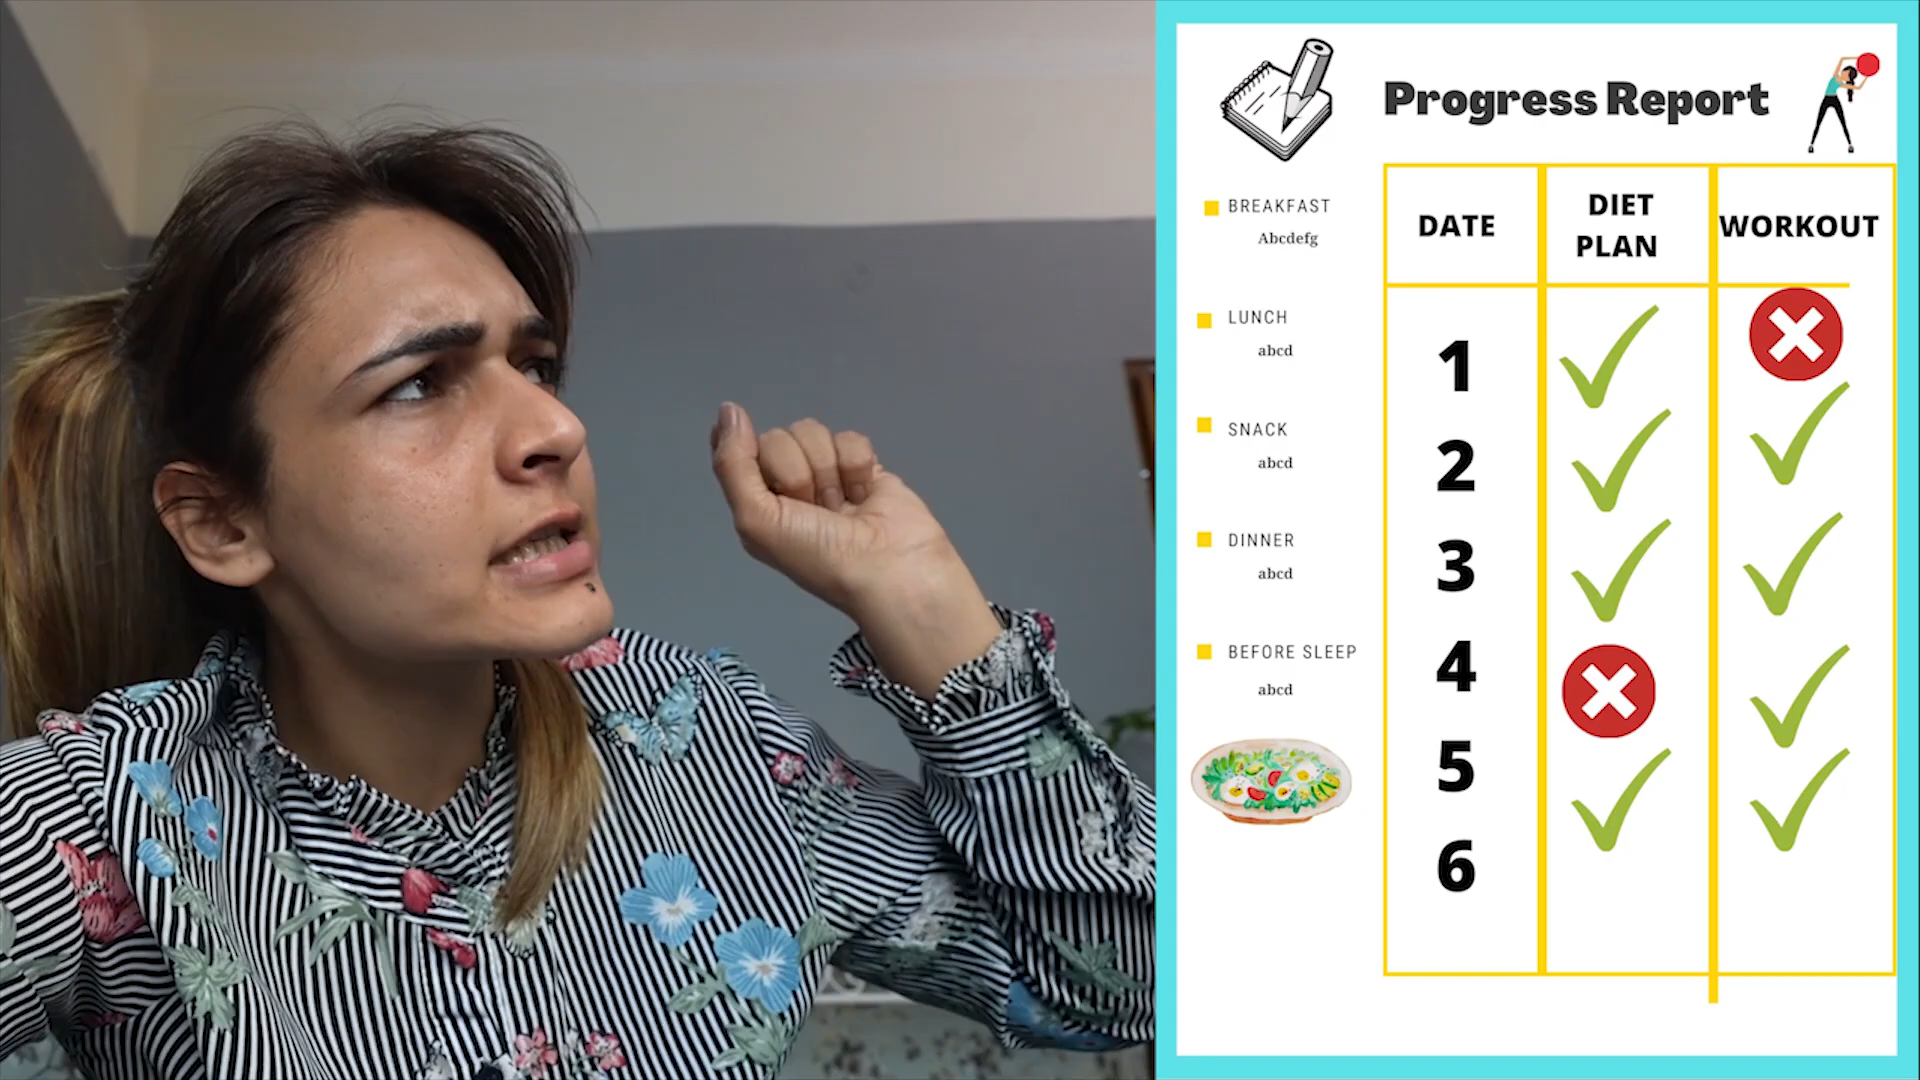 Progress Report
BREAKFAST
Abcdefg
LUNCH
abcd
SNACK
abcd
DINNER
abcd
BEFORE SLEEP
abcd
DATE
DIET
PLAN
WORKOUT
1
2
3
4
5
6